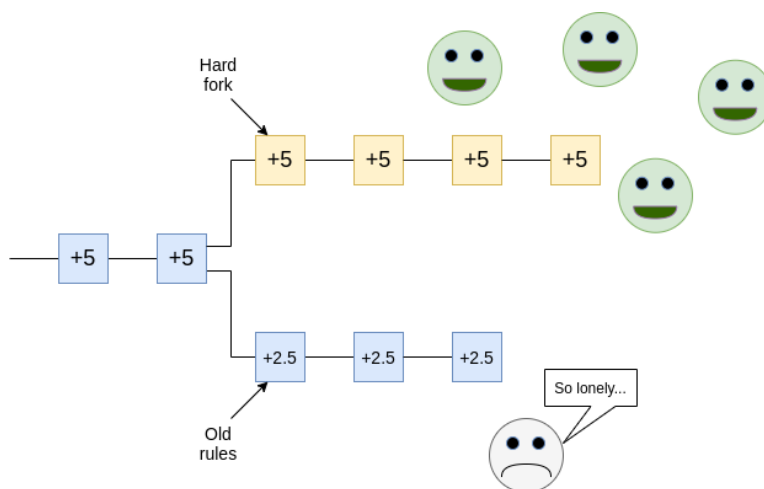 Hard
fork
+5 +5 +5 +5
+5 +5
+2.5 +2.5 +2.5
So lonely...
Old
rules